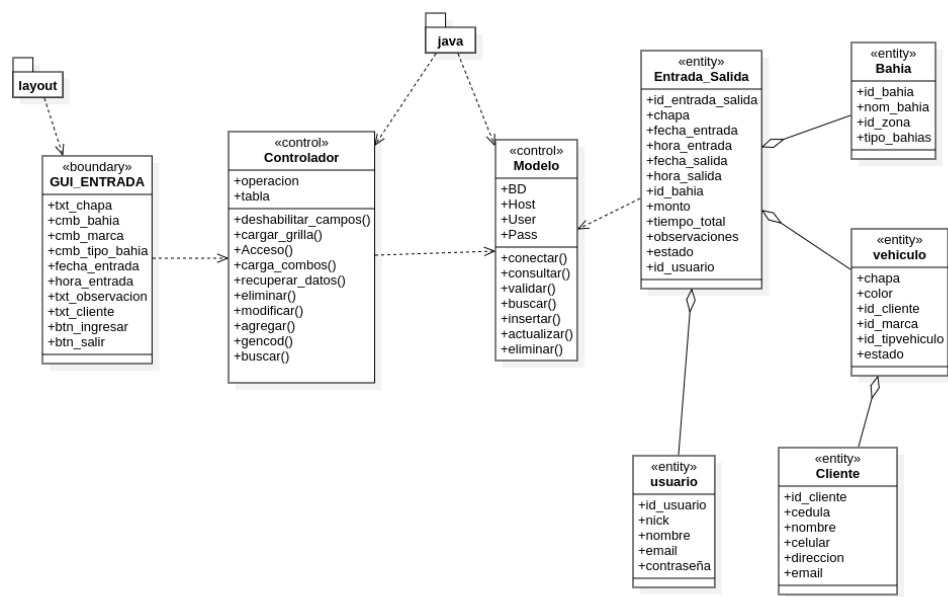 layout
java
«boundary»
GUI_ENTRADA
+txt_chapa
+cmb_bahia
+cmb_marca
+cmb_tipo_bahia
+fecha_entrada
+hora_entrada
+txt_observacion
+txt_cliente
+btn_ingresar
+btn_salir
«control»
Controlador
+operacion
+tabla
+deshabilitar_campos()
+cargar_grilla()
+Acceso()
+carga_combos()
+recuperar_datos()
+eliminar()
+modificar()
+agregar()
+gencod()
+buscar()
«control»
Modelo
+BD
+Host
+User
+Pass
+conectar()
+consultar()
+validar()
+buscar()
+insertar()
+actualizar()
+eliminar()
«entity»
Entrada_Salida
+id_entrada_salida
+chapa
+fecha_entrada
+hora_entrada
+fecha_salida
+hora_salida
+id_bahia
+monto
+tiempo_total
+observaciones
+estado
+id_usuario
«entity»
Bahia
+id_bahia
+nom_bahia
+id_zona
+tipo_bahias
«entity»
vehiculo
+chapa
+color
+id_cliente
+id_marca
+id_tipvehiculo
+estado
«entity»
usuario
+id_usuario
+nick
+nombre
+email
+contraseña
«entity»
Cliente
+id_cliente
+cedula
+nombre
+celular
+direccion
+email